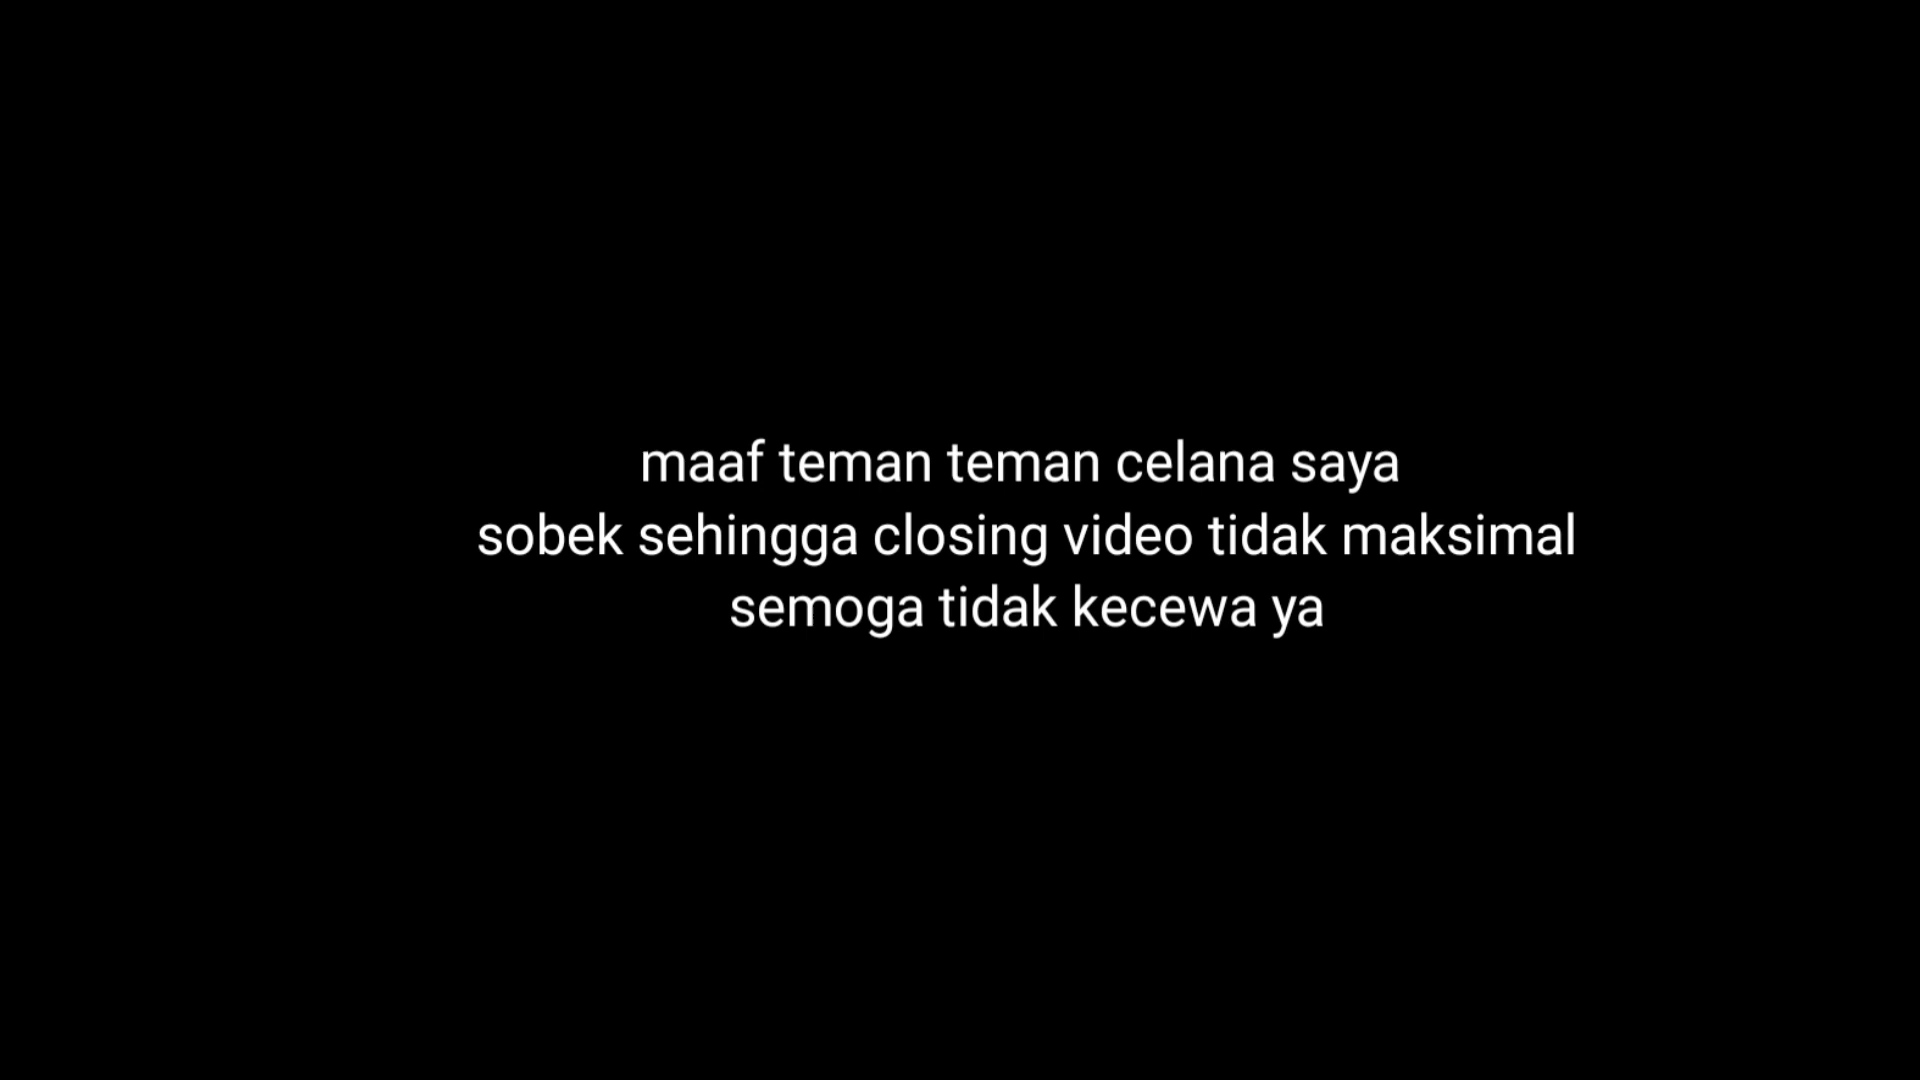 maaf teman teman celana saya
sobek sehingga closing video tidak maksimal
semoga tidak kecewa ya